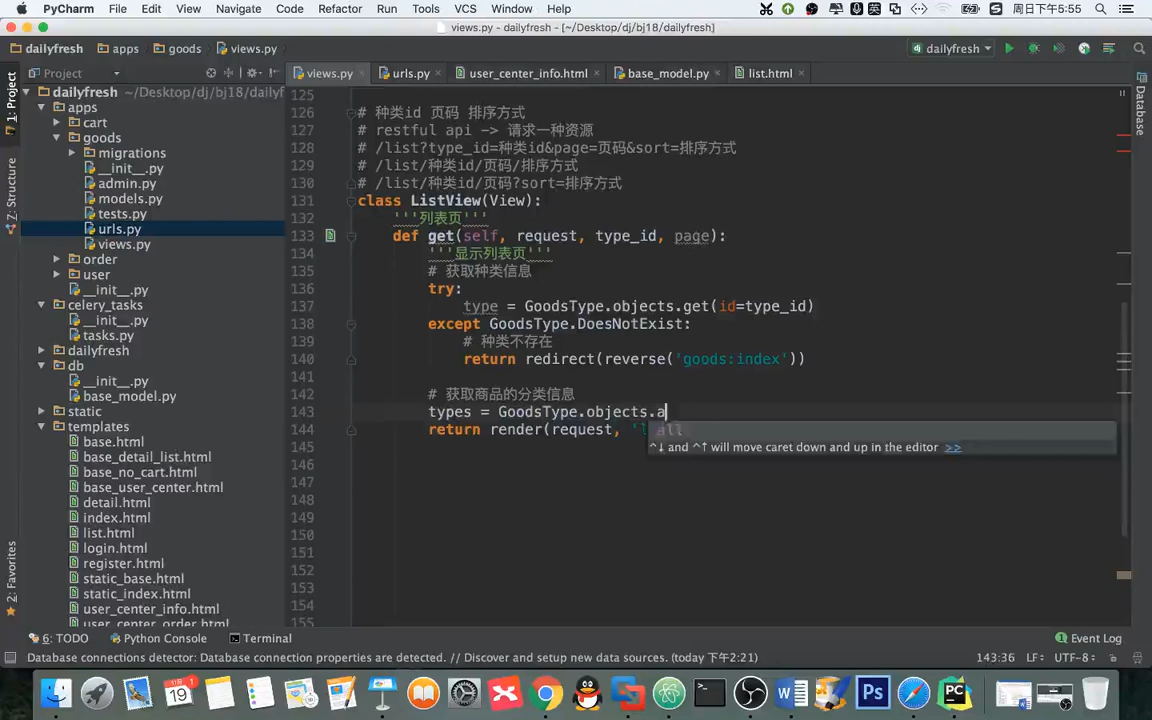 PyCharm File Edit View Navigate Code Refactor Run Tools VCS Window Help 周日下午5:55
views.py - dailyfresh - [~/Desktop/dj/bj18/dailyfresh]
dailyfresh apps goods views.py dailyfresh
Project views.py urls.py user_center_info.html base_model.py list.html
1: Project
Z: Structure
2: Favorites
Database
dailyfresh ~/Desktop/dj/bj18/dailyf
apps
cart
goods
migrations
__init__.py
admin.py
models.py
tests.py
urls.py
views.py
order
user
__init__.py
celery_tasks
__init__.py
tasks.py
dailyfresh
db
__init__.py
base_model.py
static
templates
base.html
base_detail_list.html
base_no_cart.html
base_user_center.html
detail.html
index.html
list.html
login.html
register.html
static_base.html
static_index.html
user_center_info.html
user_center_order.html
125
126 # 种类id 页码 排序方式
127 # restful api -> 请求一种资源
128 # /list?type_id=种类id&page=页码&sort=排序方式
129 # /list/种类id/页码/排序方式
130 # /list/种类id/页码?sort=排序方式
131 class ListView(View):
132 '''列表页'''
133 def get(self, request, type_id, page):
134 '''显示列表页'''
135 # 获取种类信息
136 try:
137 type = GoodsType.objects.get(id=type_id)
138 except GoodsType.DoesNotExist:
139 # 种类不存在
140 return redirect(reverse('goods:index'))
141
142 # 获取商品的分类信息
143 types = GoodsType.objects.a
144 return render(request, 'l
all
^↓ and ^↑ will move caret down and up in the editor >>
145
146
147
148
149
150
151
152
153
154
155
6: TODO Python Console Terminal Event Log
Database connections detector: Database connection properties are detected. // Discover and setup new data sources. (today 下午2:21) 143:36 LF UTF-8